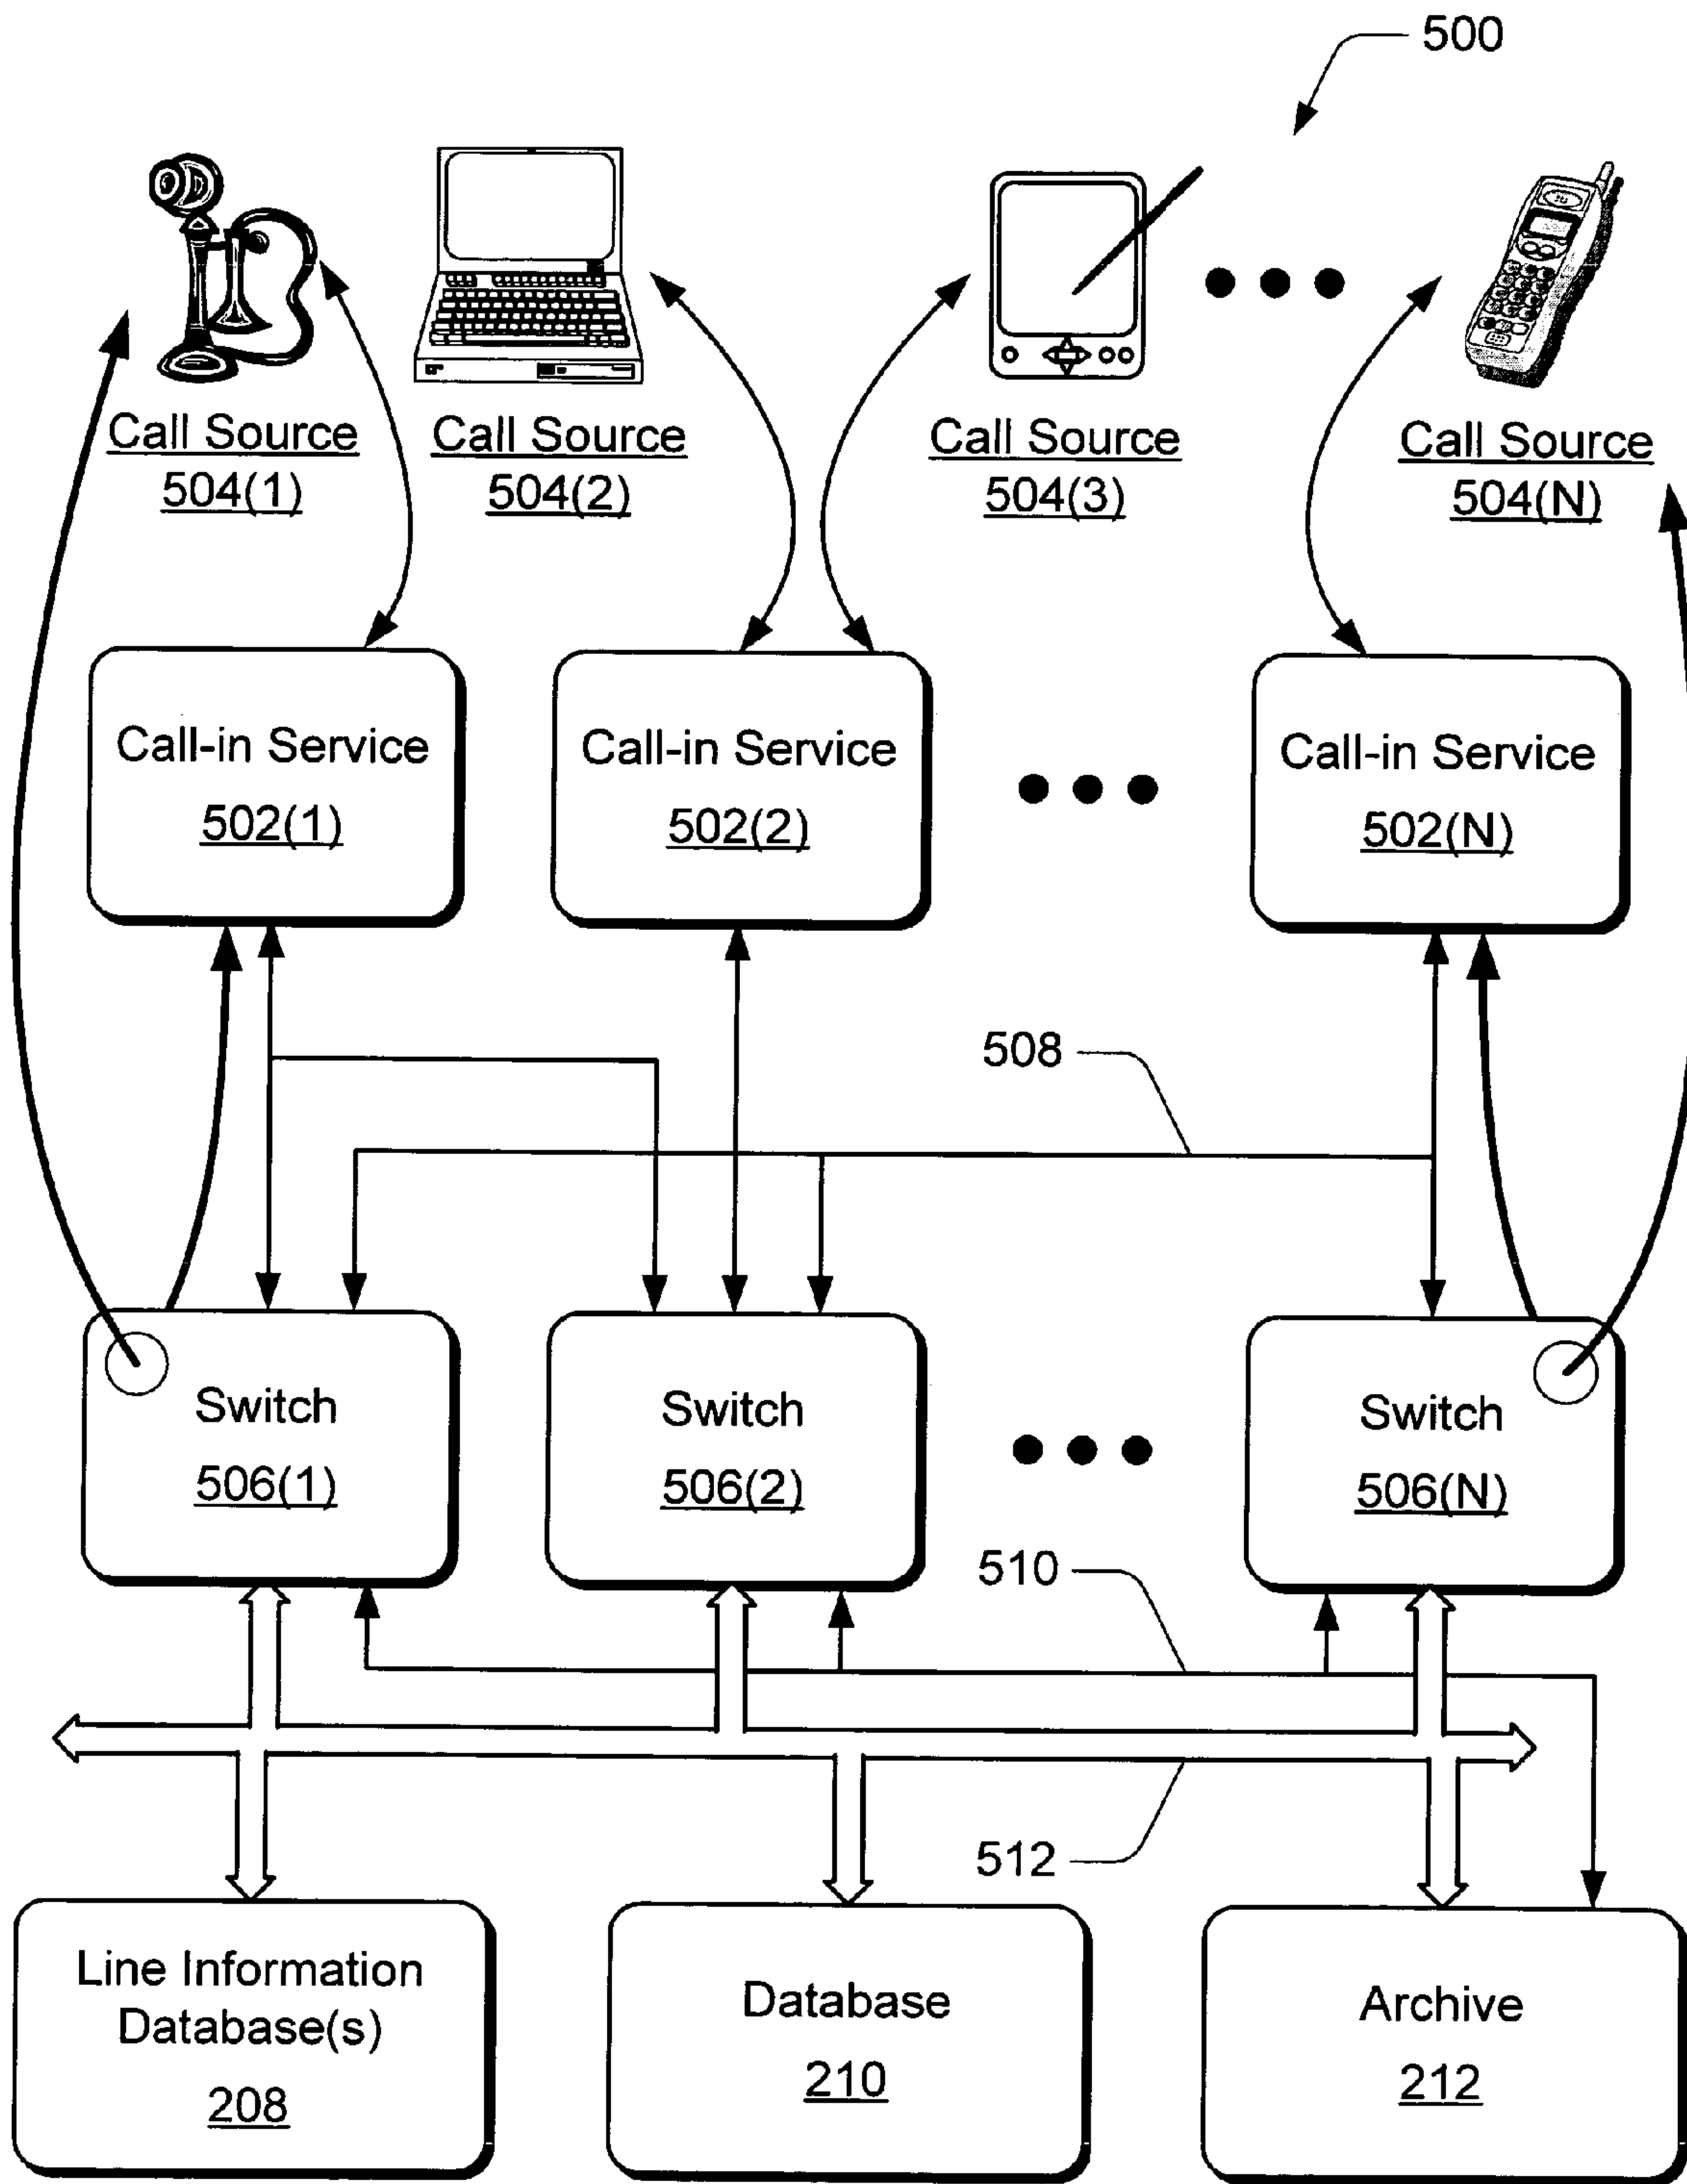 500
Call Source
504(1)
Call Source
504(2)
Call Source
504(3)
Call Source
504(N)
Call-in Service
502(1)
Call-in Service
502(2)
Call-in Service
502(N)
508
Switch
506(1)
Switch
506(2)
Switch
506(N)
510
512
Line Information
Database(s)
208
Database
210
Archive
212